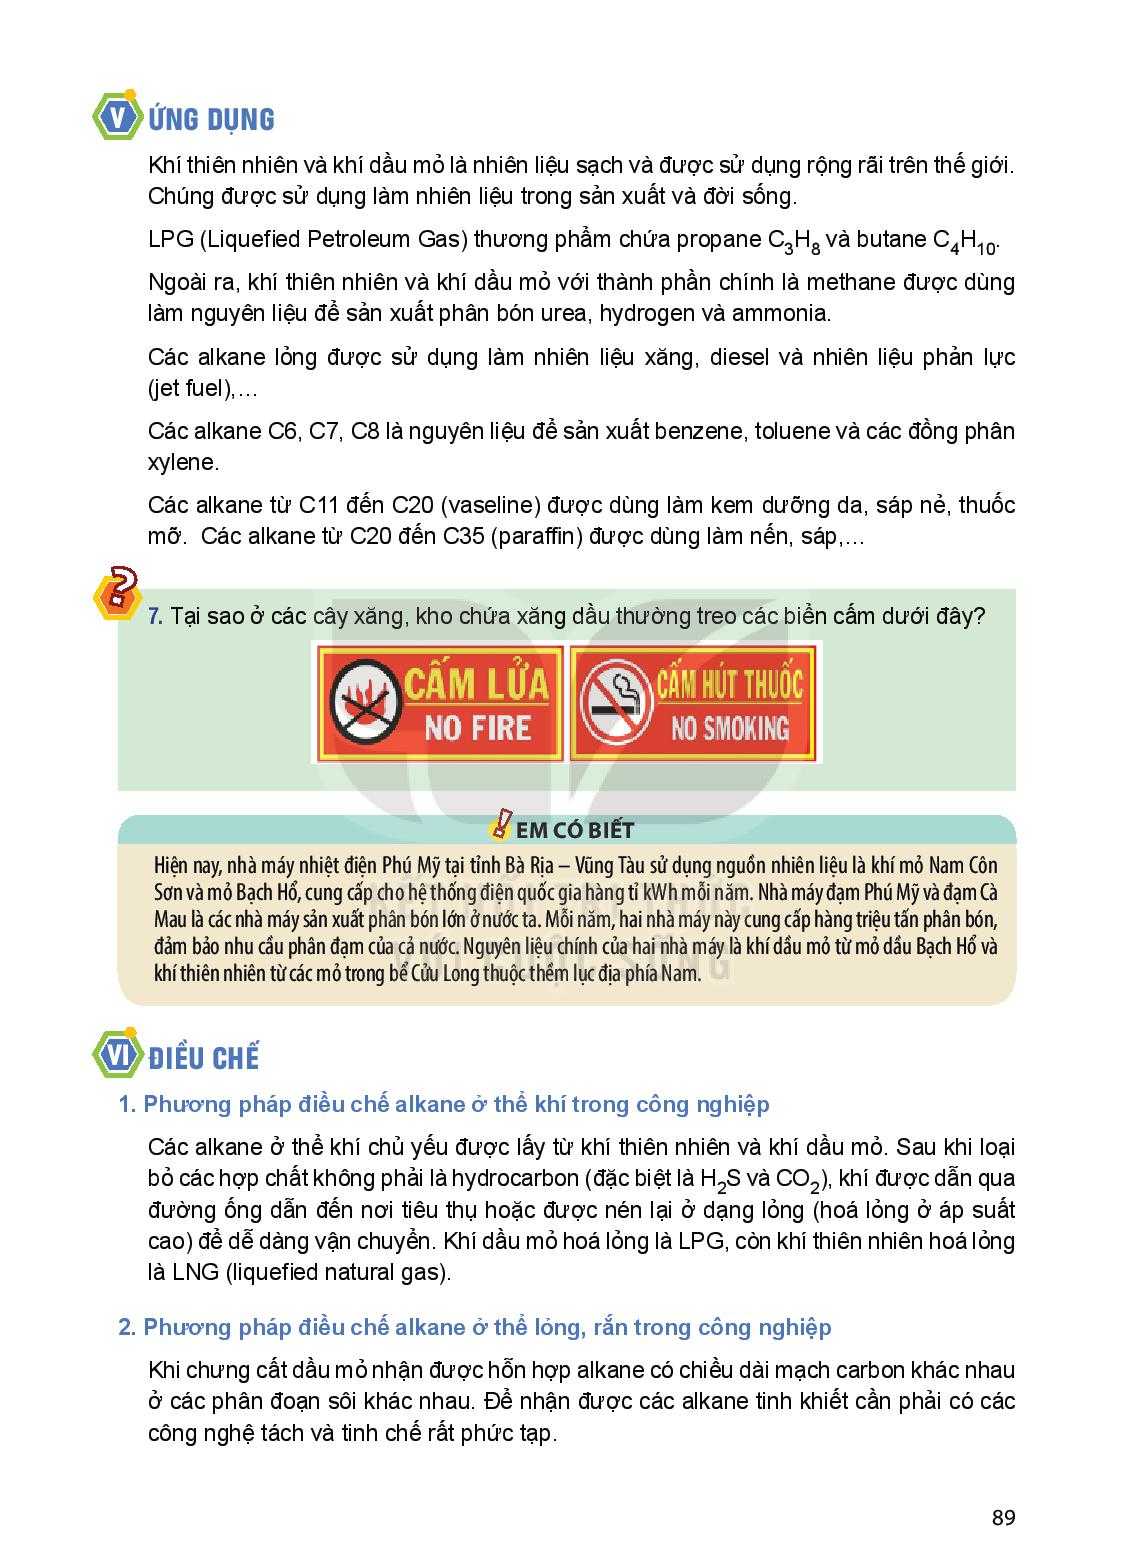 V ỨNG DỤNG
Khí thiên nhiên và khí dầu mỏ là nhiên liệu sạch và được sử dụng rộng rãi trên thế giới.
Chúng được sử dụng làm nhiên liệu trong sản xuất và đời sống.
LPG (Liquefied Petroleum Gas) thương phẩm chứa propane C₃H₈ và butane C₄H₁₀.
Ngoài ra, khí thiên nhiên và khí dầu mỏ với thành phần chính là methane được dùng
làm nguyên liệu để sản xuất phân bón urea, hydrogen và ammonia.
Các alkane lỏng được sử dụng làm nhiên liệu xăng, diesel và nhiên liệu phản lực
(jet fuel),...
Các alkane C6, C7, C8 là nguyên liệu để sản xuất benzene, toluene và các đồng phân
xylene.
Các alkane từ C11 đến C20 (vaseline) được dùng làm kem dưỡng da, sáp nẻ, thuốc
mỡ. Các alkane từ C20 đến C35 (paraffin) được dùng làm nến, sáp,...
?
7. Tại sao ở các cây xăng, kho chứa xăng dầu thường treo các biển cấm dưới đây?
CẤM LỬA
NO FIRE
CẤM HÚT THUỐC
NO SMOKING
! EM CÓ BIẾT
Hiện nay, nhà máy nhiệt điện Phú Mỹ tại tỉnh Bà Rịa – Vũng Tàu sử dụng nguồn nhiên liệu là khí mỏ Nam Côn
Sơn và mỏ Bạch Hổ, cung cấp cho hệ thống điện quốc gia hàng tỉ kWh mỗi năm. Nhà máy đạm Phú Mỹ và đạm Cà
Mau là các nhà máy sản xuất phân bón lớn ở nước ta. Mỗi năm, hai nhà máy này cung cấp hàng triệu tấn phân bón,
đảm bảo nhu cầu phân đạm của cả nước. Nguyên liệu chính của hai nhà máy là khí dầu mỏ từ mỏ dầu Bạch Hổ và
khí thiên nhiên từ các mỏ trong bể Cửu Long thuộc thềm lục địa phía Nam.
KẾT NỐI TRI THỨC
VỚI CUỘC SỐNG
VI ĐIỀU CHẾ
1. Phương pháp điều chế alkane ở thể khí trong công nghiệp
Các alkane ở thể khí chủ yếu được lấy từ khí thiên nhiên và khí dầu mỏ. Sau khi loại
bỏ các hợp chất không phải là hydrocarbon (đặc biệt là H₂S và CO₂), khí được dẫn qua
đường ống dẫn đến nơi tiêu thụ hoặc được nén lại ở dạng lỏng (hoá lỏng ở áp suất
cao) để dễ dàng vận chuyển. Khí dầu mỏ hoá lỏng là LPG, còn khí thiên nhiên hoá lỏng
là LNG (liquefied natural gas).
2. Phương pháp điều chế alkane ở thể lỏng, rắn trong công nghiệp
Khi chưng cất dầu mỏ nhận được hỗn hợp alkane có chiều dài mạch carbon khác nhau
ở các phân đoạn sôi khác nhau. Để nhận được các alkane tinh khiết cần phải có các
công nghệ tách và tinh chế rất phức tạp.
89